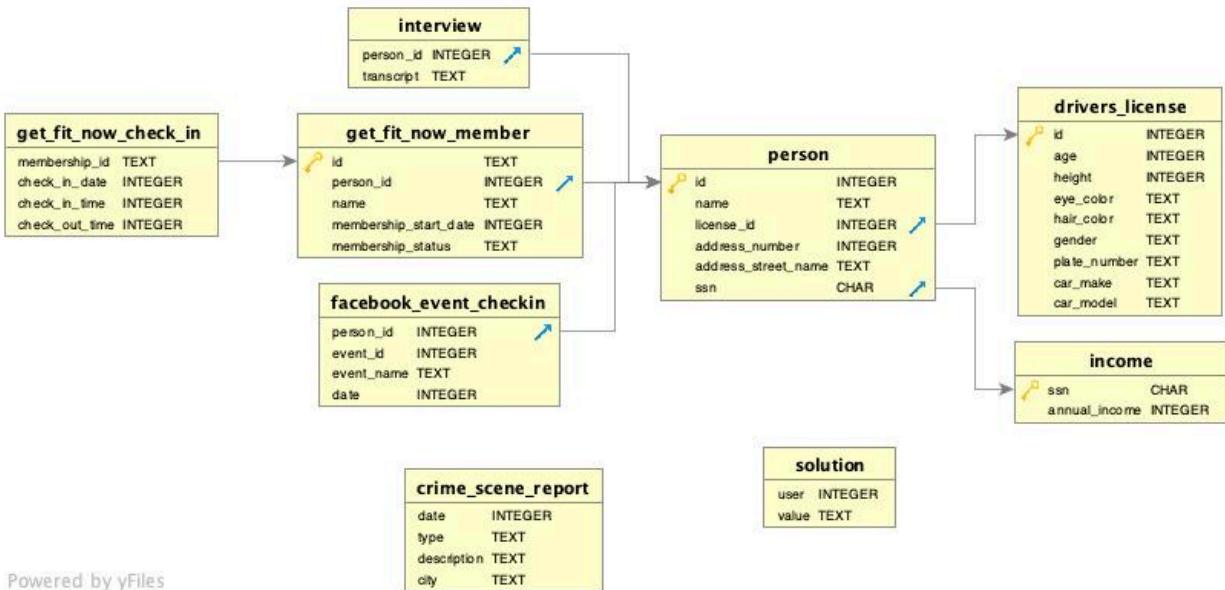 interview
person_id INTEGER
transcript TEXT
get_fit_now_check_in
membership_id TEXT
check_in_date INTEGER
check_in_time INTEGER
check_out_time INTEGER
get_fit_now_member
id TEXT
person_id INTEGER
name TEXT
membership_start_date INTEGER
membership_status TEXT
facebook_event_checkin
person_id INTEGER
event_id INTEGER
event_name TEXT
date INTEGER
person
id INTEGER
name TEXT
license_id INTEGER
address_number INTEGER
address_street_name TEXT
ssn CHAR
drivers_license
id INTEGER
age INTEGER
height INTEGER
eye_color TEXT
hair_color TEXT
gender TEXT
plate_number TEXT
car_make TEXT
car_model TEXT
income
ssn CHAR
annual_income INTEGER
crime_scene_report
date INTEGER
type TEXT
description TEXT
city TEXT
solution
user INTEGER
value TEXT
Powered by yFiles